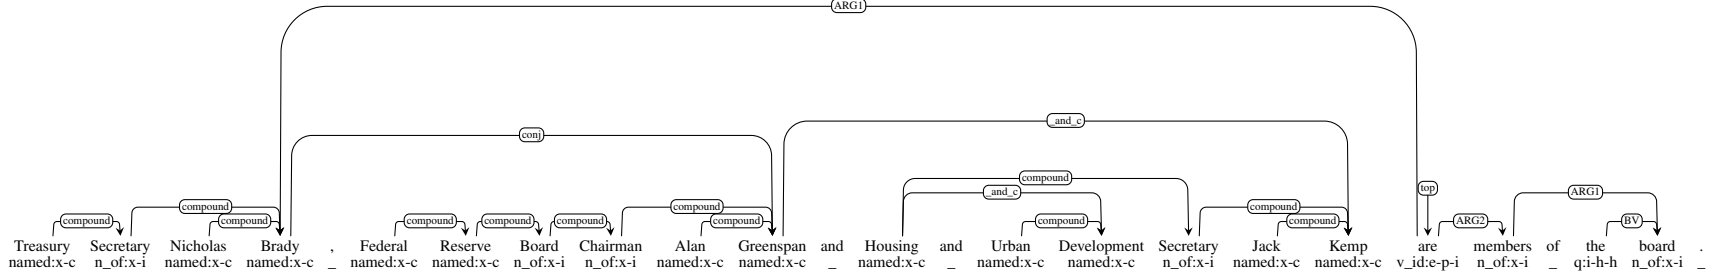 ARG1
_and_c
conj
compound
_and_c
top
ARG1
compound compound compound compound
compound compound compound compound compound compound compound compound ARG2 BV
Treasury Secretary Nicholas Brady , Federal Reserve Board Chairman Alan Greenspan and Housing and Urban Development Secretary Jack Kemp are members of the board .
named:x-c n_of:x-i named:x-c named:x-c _ named:x-c named:x-c n_of:x-i n_of:x-i named:x-c named:x-c _ named:x-c _ named:x-c named:x-c n_of:x-i named:x-c named:x-c v_id:e-p-i n_of:x-i _ q:i-h-h n_of:x-i _